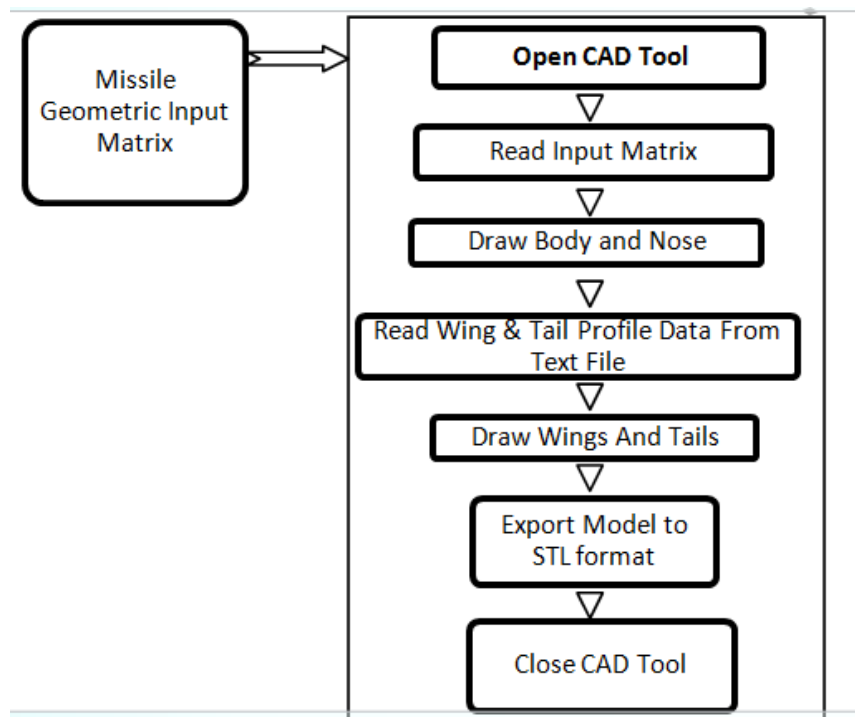 Missile
Geometric Input
Matrix
Open CAD Tool
Read Input Matrix
Draw Body and Nose
Read Wing & Tail Profile Data From
Text File
Draw Wings And Tails
Export Model to
STL format
Close CAD Tool